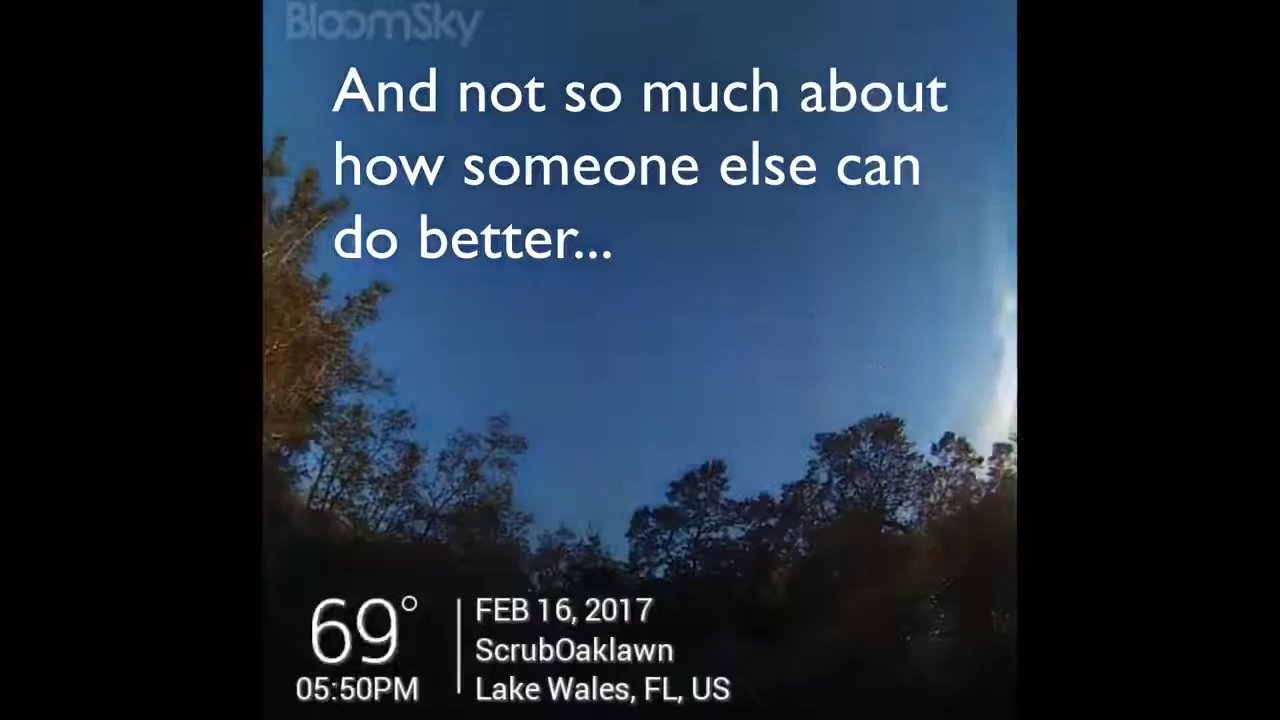 BloomSky
And not so much about
how someone else can
do better...
69°
05:50PM
FEB 16, 2017
ScrubOaklawn
Lake Wales, FL, US